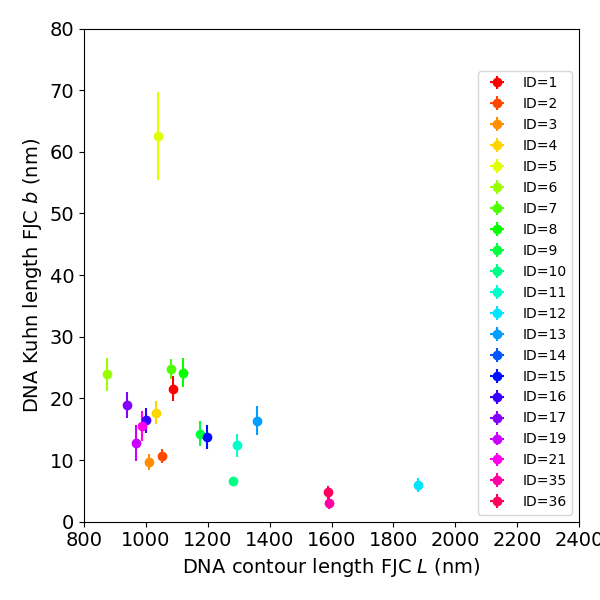 80
70
60
50
40
30
20
10
0
DNA Kuhn length FJC b (nm)
800 1000 1200 1400 1600 1800 2000 2200 2400
DNA contour length FJC L (nm)
ID=1
ID=2
ID=3
ID=4
ID=5
ID=6
ID=7
ID=8
ID=9
ID=10
ID=11
ID=12
ID=13
ID=14
ID=15
ID=16
ID=17
ID=19
ID=21
ID=35
ID=36